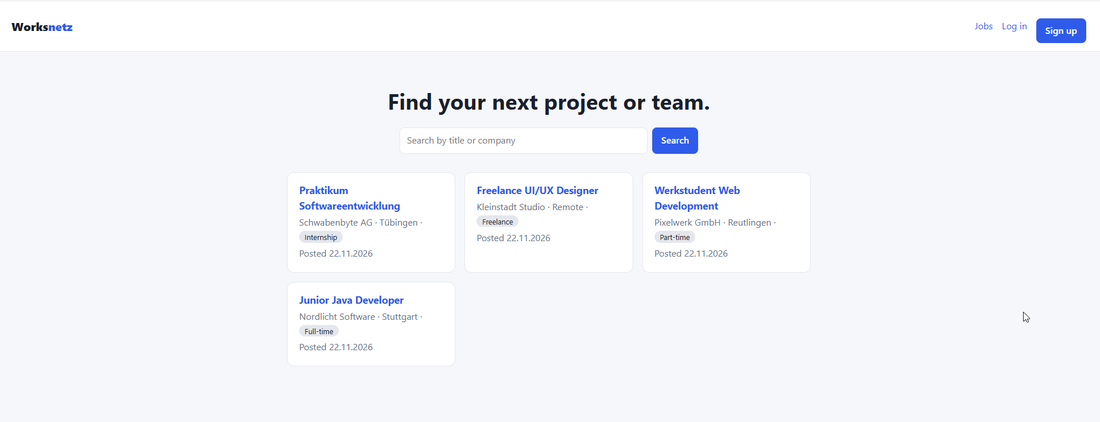 Worksnetz
Jobs Log in Sign up
Find your next project or team.
Search by title or company Search
Praktikum
Softwareentwicklung
Schwabenbyte AG · Tübingen ·
Internship
Posted 22.11.2026
Freelance UI/UX Designer
Kleinstadt Studio · Remote ·
Freelance
Posted 22.11.2026
Werkstudent Web
Development
Pixelwerk GmbH · Reutlingen ·
Part-time
Posted 22.11.2026
Junior Java Developer
Nordlicht Software · Stuttgart ·
Full-time
Posted 22.11.2026